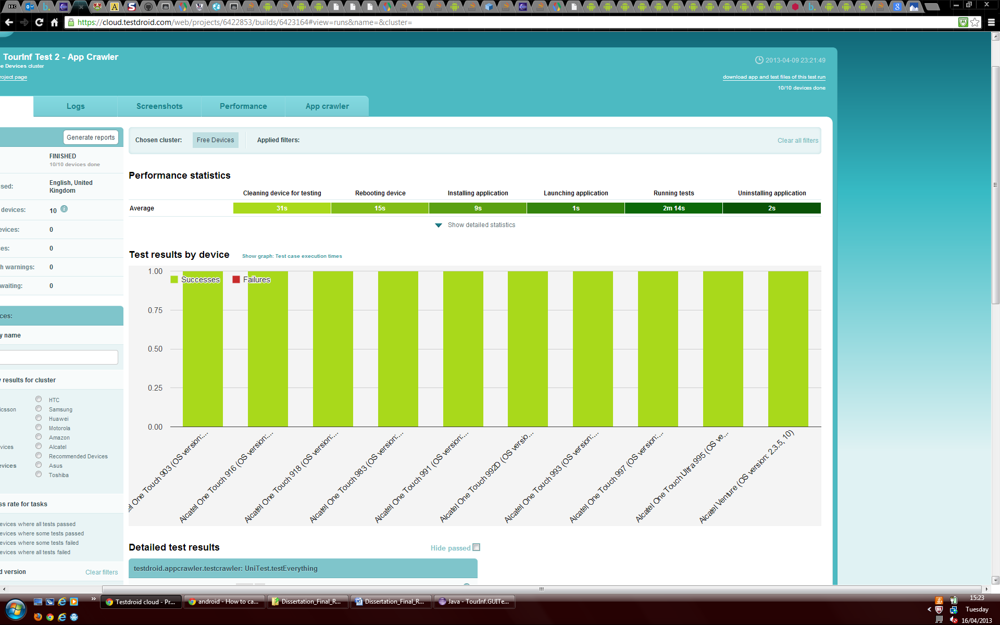 https://cloud.testdroid.com/web/projects/6422853/builds/6423164#view=runs&name=&cluster=
TourInf Test 2 - App Crawler
ee Devices cluster
roject page
2013-04-09 23:21:49
download app and test files of this test run
10/10 devices done
Logs
Screenshots
Performance
App crawler
Generate reports
FINISHED
10/10 devices done
sed:
English, United
Kingdom
devices:
10
evices:
0
ces:
0
h warnings:
0
waiting:
0
ces:
y name
results for cluster
HTC
icsson
Samsung
Huawei
Motorola
Amazon
vices
Alcatel
Recommended Devices
evices
Asus
Toshiba
ss rate for tasks
evices where all tests passed
evices where some tests passed
evices where some tests failed
evices where all tests failed
d version
Clear filters
Chosen cluster:
Free Devices
Applied filters:
Clear all filters
Performance statistics
Cleaning device for testing
Rebooting device
Installing application
Launching application
Running tests
Uninstalling application
Average
31s
15s
9s
1s
2m 14s
2s
Show detailed statistics
Test results by device
Show graph: Test case execution times
Successes
Failures
1.00
0.75
0.50
0.25
0.00
el One Touch 903 (OS version:...
Alcatel One Touch 916 (OS version:...
Alcatel One Touch 918 (OS version:...
Alcatel One Touch 983 (OS version:...
Alcatel One Touch 991 (OS version:...
Alcatel One Touch 992D (OS versio...
Alcatel One Touch 993 (OS version:...
Alcatel One Touch 997 (OS version:...
Alcatel One Touch Ultra 995 (OS ve...
Alcatel Venture (OS version: 2.3.5, 10)
Detailed test results
Hide passed
testdroid.appcrawler.testcrawler: UniTest.testEverything
Testdroid cloud - Pr...
android - How to ca...
Dissertation_Final_R...
Dissertation_Final_R...
Java - TourInf.GUITe...
15:23
Tuesday
16/04/2013